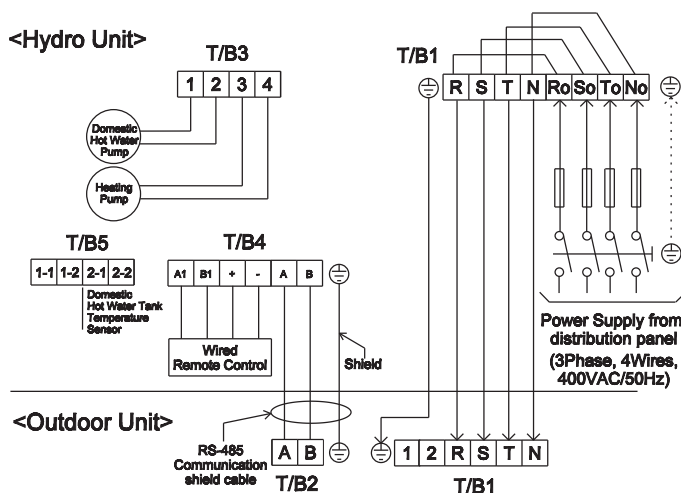 <Hydro Unit>
T/B3
1 2 3 4
Domestic
Hot Water
Pump
Heating
Pump
T/B1
R S T N Ro So To No
T/B5
1-1 1-2 2-1 2-2
Domestic
Hot Water Tank
Temperature
Sensor
T/B4
A1 B1 + - A B
Wired
Remote Control
Shield
Power Supply from
distribution panel
(3Phase, 4Wires,
400VAC/50Hz)
<Outdoor Unit>
RS-485
Communication
shield cable
A B
T/B2
1 2 R S T N
T/B1